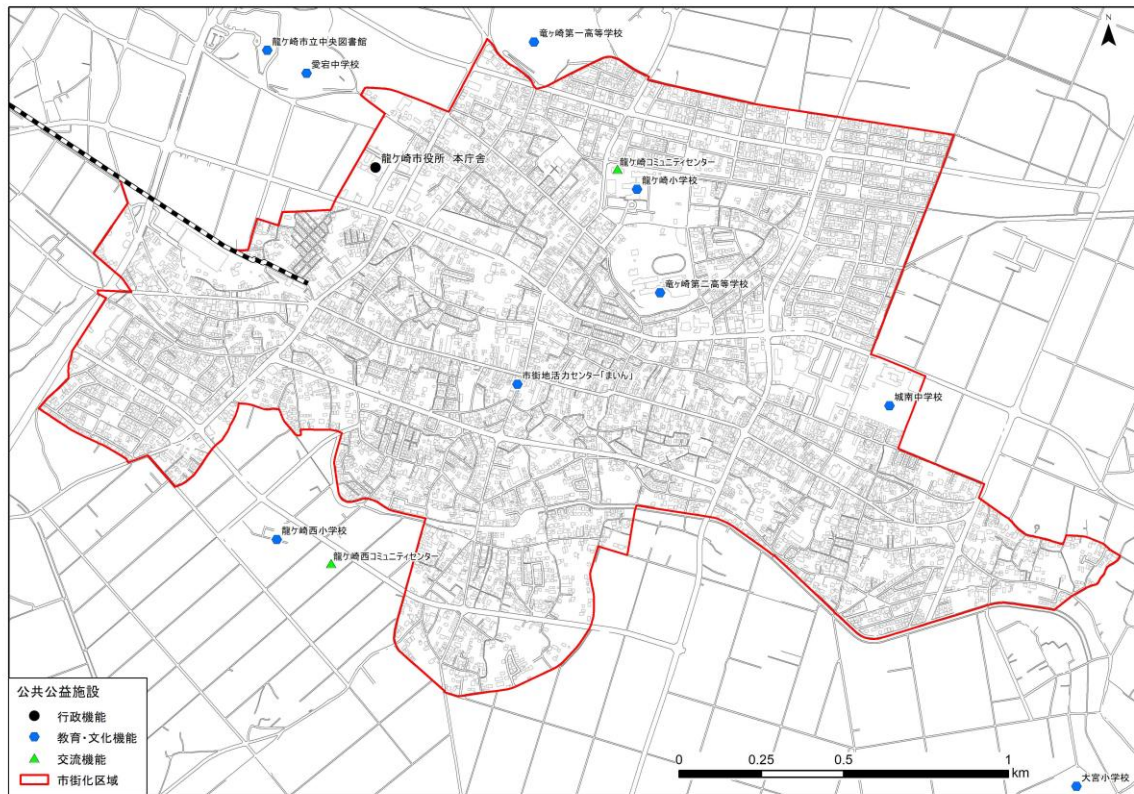 N
龍ケ崎市立中央図書館
愛宕中学校
竜ヶ崎第一高等学校
龍ケ崎市役所 本庁舎
龍ケ崎コミュニティセンター
龍ケ崎小学校
竜ヶ崎第二高等学校
市街地活力センター「まいん」
城南中学校
龍ケ崎西小学校
龍ケ崎西コミュニティセンター
大宮小学校
公共公益施設
行政機能
教育・文化機能
交流機能
市街化区域
0 0.25 0.5 1
km